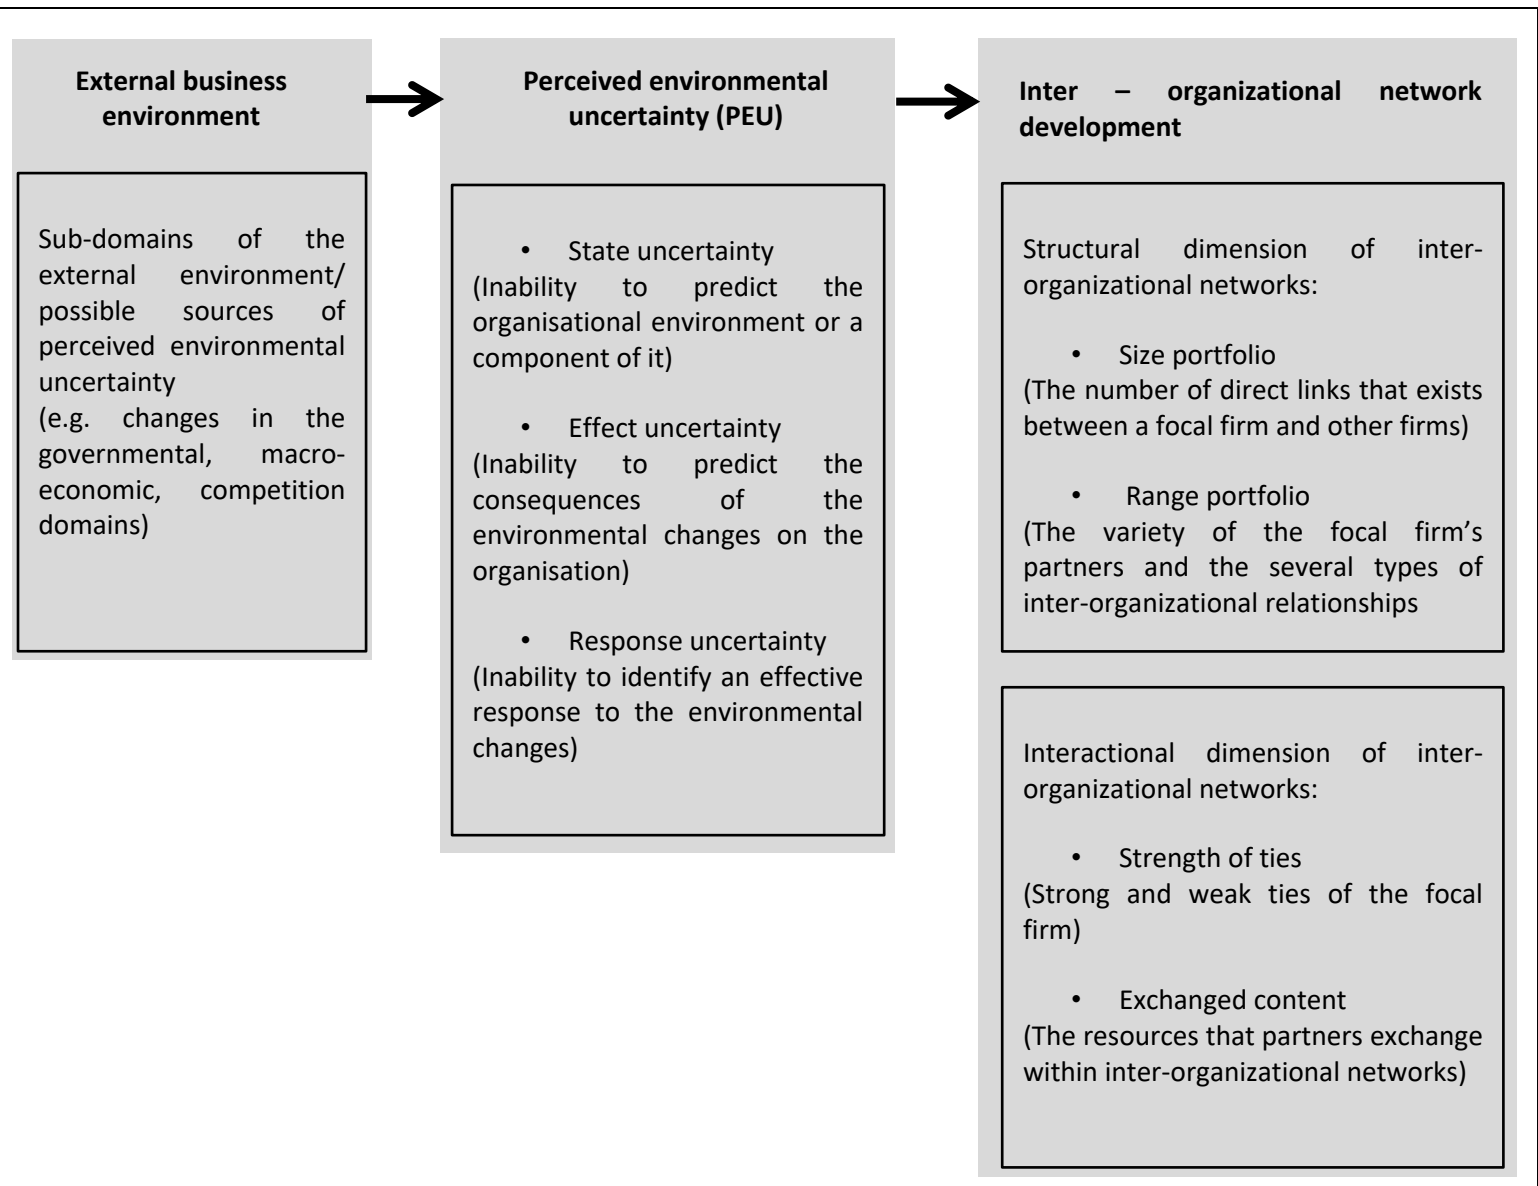 External business
environment
Sub-domains of the
external environment/
possible sources of
perceived environmental
uncertainty
(e.g. changes in the
governmental, macro-
economic, competition
domains)
Perceived environmental
uncertainty (PEU)
• State uncertainty
(Inability to predict the
organisational environment or a
component of it)
• Effect uncertainty
(Inability to predict the
consequences of the
environmental changes on the
organisation)
• Response uncertainty
(Inability to identify an effective
response to the environmental
changes)
Inter – organizational network
development
Structural dimension of inter-
organizational networks:
• Size portfolio
(The number of direct links that exists
between a focal firm and other firms)
• Range portfolio
(The variety of the focal firm’s
partners and the several types of
inter-organizational relationships
Interactional dimension of inter-
organizational networks:
• Strength of ties
(Strong and weak ties of the focal
firm)
• Exchanged content
(The resources that partners exchange
within inter-organizational networks)